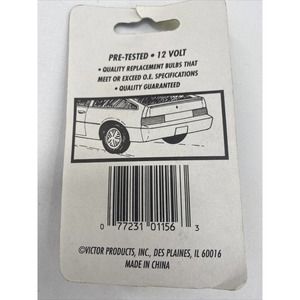 PRE-TESTED • 12 VOLT
• QUALITY REPLACEMENT BULBS THAT
MEET OR EXCEED O.E. SPECIFICATIONS
• QUALITY GUARANTEED
0 77231 01156 3
©VICTOR PRODUCTS, INC., DES PLAINES, IL 60016
MADE IN CHINA